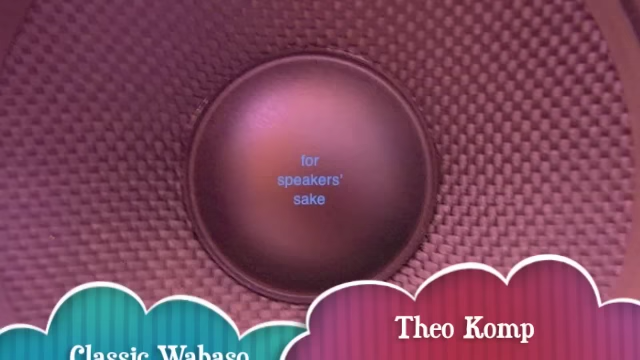 for
speakers'
sake
Theo Komp
Classic Wabaso